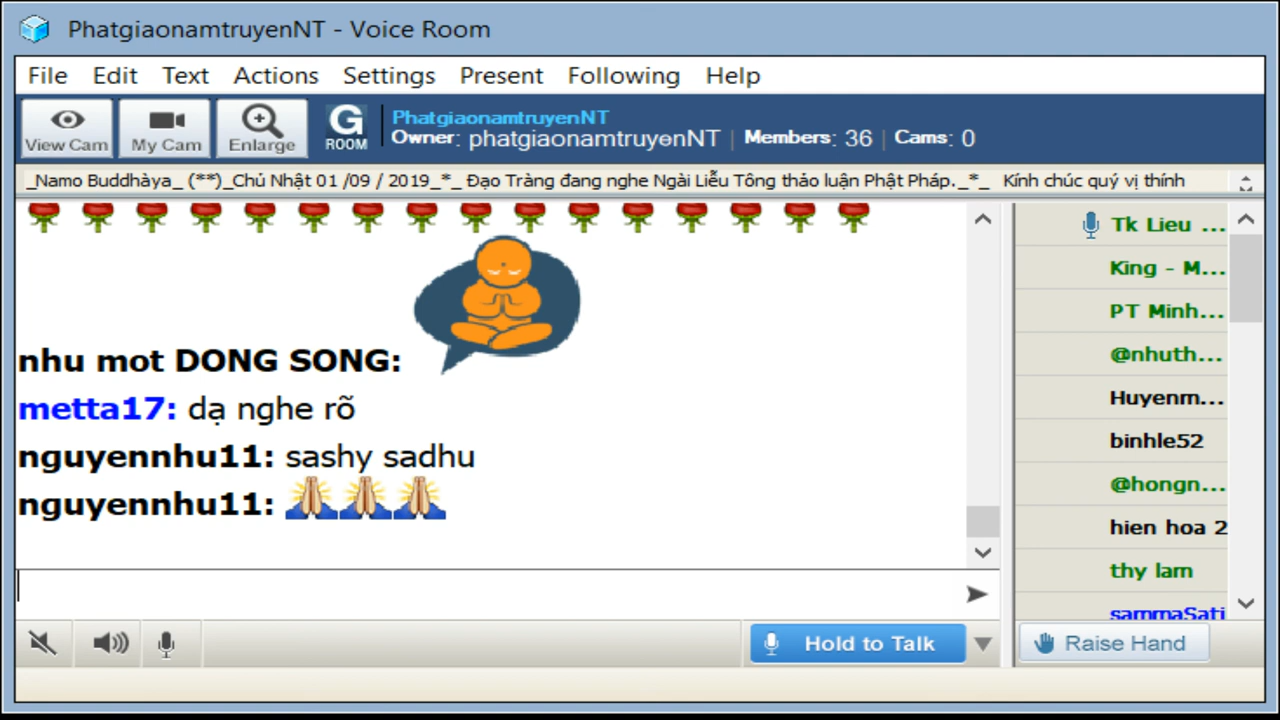 PhatgiaonamtruyenNT - Voice Room
File Edit Text Actions Settings Present Following Help
View Cam My Cam Enlarge
G ROOM
PhatgiaonamtruyenNT
Owner: phatgiaonamtruyenNT | Members: 36 | Cams: 0
_Namo Buddhàya_ (**)_Chủ Nhật 01 /09 / 2019_*_ Đạo Tràng đang nghe Ngài Liễu Tông thảo luận Phật Pháp._*_ Kính chúc quý vị thính
nhu mot DONG SONG:
metta17: dạ nghe rõ
nguyennhu11: sashy sadhu
nguyennhu11:
Tk Lieu ...
King - M...
PT Minh...
@nhuth...
Huyenm...
binhle52
@hongn...
hien hoa 2
thy lam
sammaSati
Hold to Talk
Raise Hand